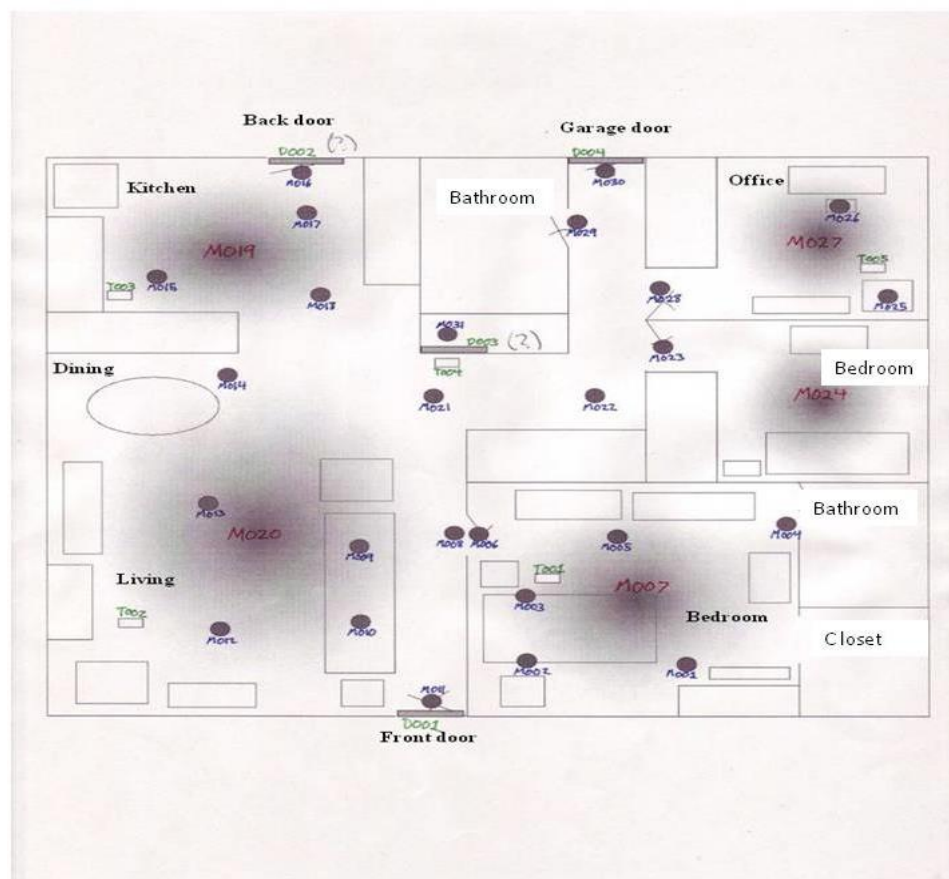 Back door
Garage door
D002 (?)
D004
M016
M030
Kitchen
Bathroom
Office
M017
M029
M026
M019
M027
T005
M015
T003
M018
M028
M025
M031
D003 (?)
M023
Dining
T004
Bedroom
M014
M021
M022
M024
M013
M020
M009
M008
M006
M005
M004
Bathroom
Living
T001
M007
T002
M003
Bedroom
M012
M010
Closet
M002
M001
M011
D001
Front door